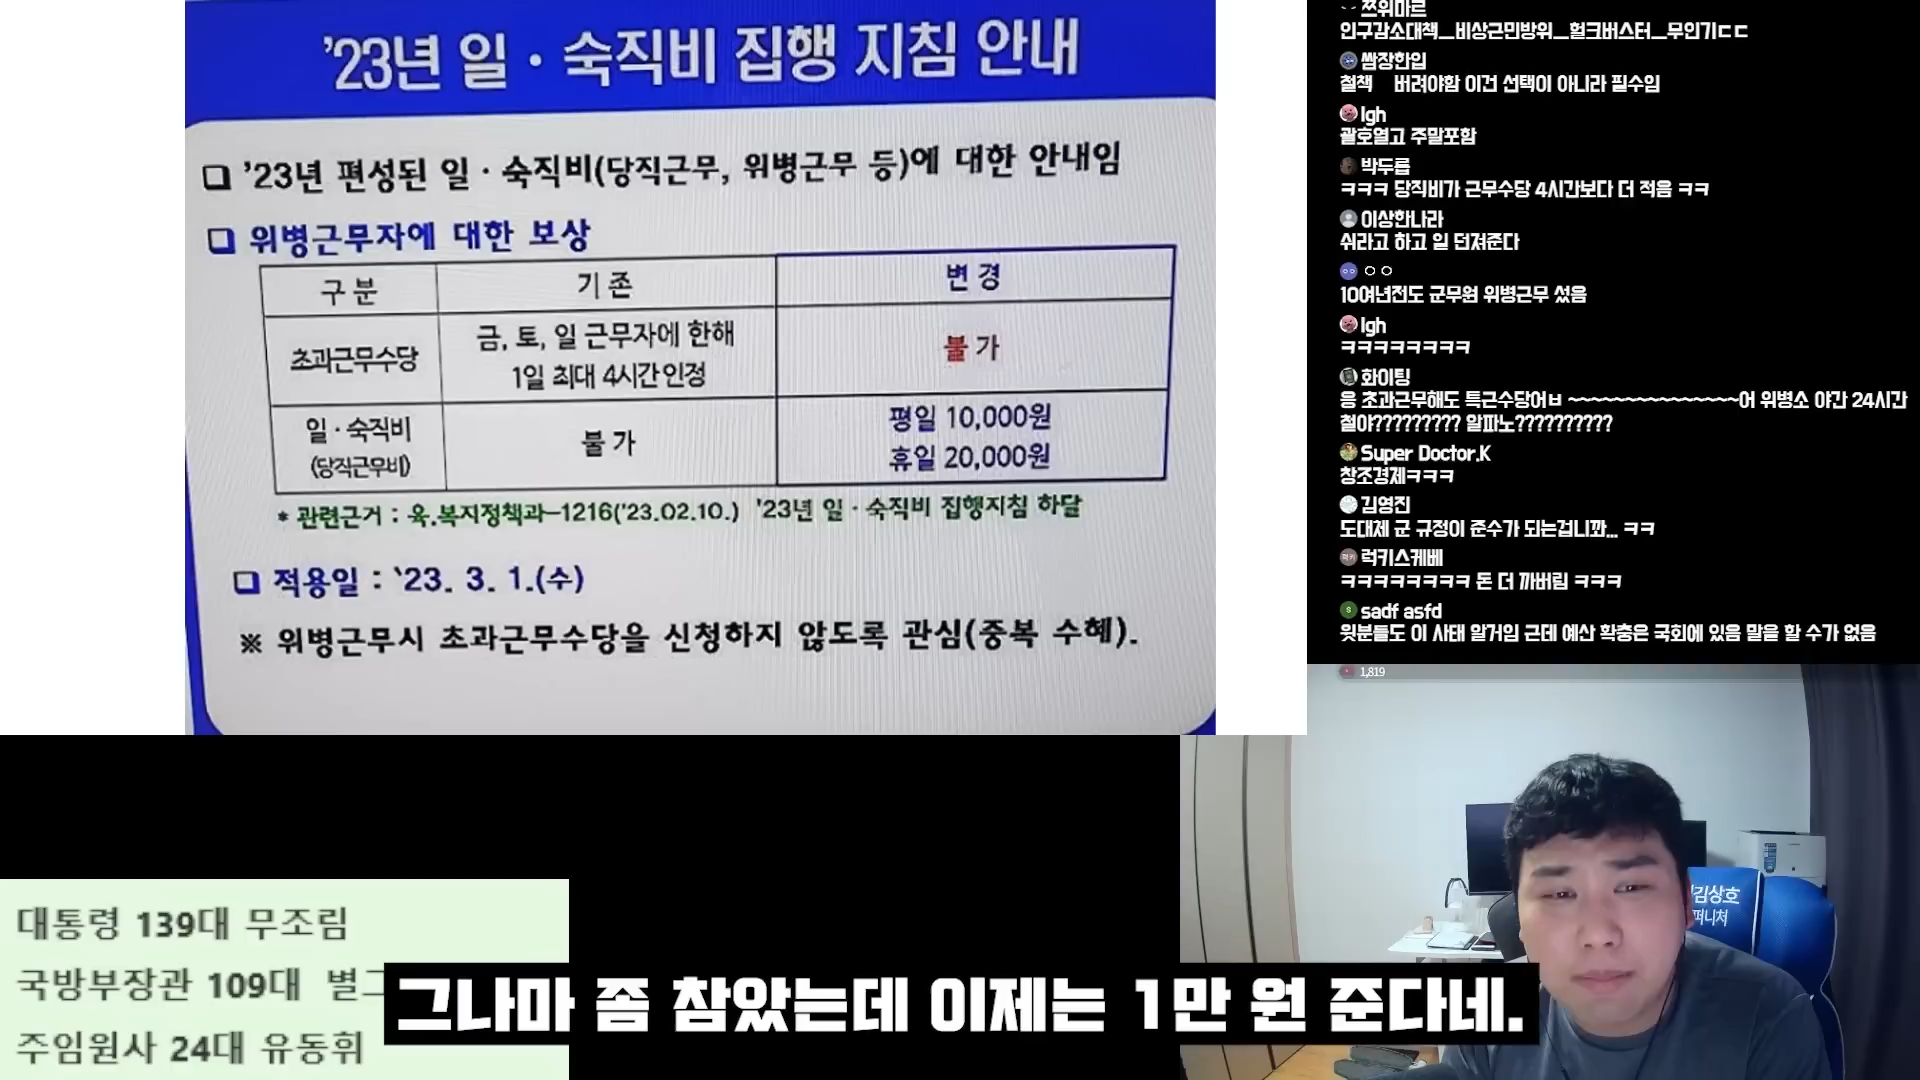 '23년 일 · 숙직비 집행 지침 안내
❏ '23년 편성된 일 · 숙직비(당직근무, 위병근무 등)에 대한 안내임
❏ 위병근무자에 대한 보상
구 분
기 존
변 경
초과근무수당
금, 토, 일 근무자에 한해
1일 최대 4시간인정
불 가
일 · 숙직비
(당직근무비)
불 가
평일 10,000원
휴일 20,000원
* 관련근거 : 육.복지정책과-1216('23.02.10.) '23년 일 · 숙직비 집행지침 하달
❏ 적용일 : `23. 3. 1.(수)
※ 위병근무시 초과근무수당을 신청하지 않도록 관심(중복 수혜).
쯔위마르
인구감소대책_비상근민방위_헐크버스터_무인기ㄷㄷ
쌈장한입
철책 버려야함 이건 선택이 아니라 필수임
lgh
괄호열고 주말포함
박두릅
ㅋㅋㅋ 당직비가 근무수당 4시간보다 더 적음 ㅋㅋ
이상한나라
쉬라고 하고 일 던져준다
ㅇㅇ
10여년전도 군무원 위병근무 섰음
lgh
ㅋㅋㅋㅋㅋㅋㅋㅋ
화이팅
응 초과근무해도 특근수당어ㅂ ~~~~~~~~~~~~~~~~~어 위병소 야간 24시간
철야????????? 알파노??????????
Super Doctor.K
창조경제ㅋㅋㅋ
김영진
도대체 군 규정이 준수가 되는겁니꽈... ㅋㅋ
럭키스케베
ㅋㅋㅋㅋㅋㅋㅋㅋ 돈 더 까버림 ㅋㅋㅋ
sadf asfd
윗분들도 이 사태 알거임 근데 예산 확충은 국회에 있음 말을 할 수가 없음
1,819
김상호
퍼니처
대통령 139대 무조림
국방부장관 109대 별그
주임원사 24대 유동휘
그나마 좀 참았는데 이제는 1만 원 준다네.